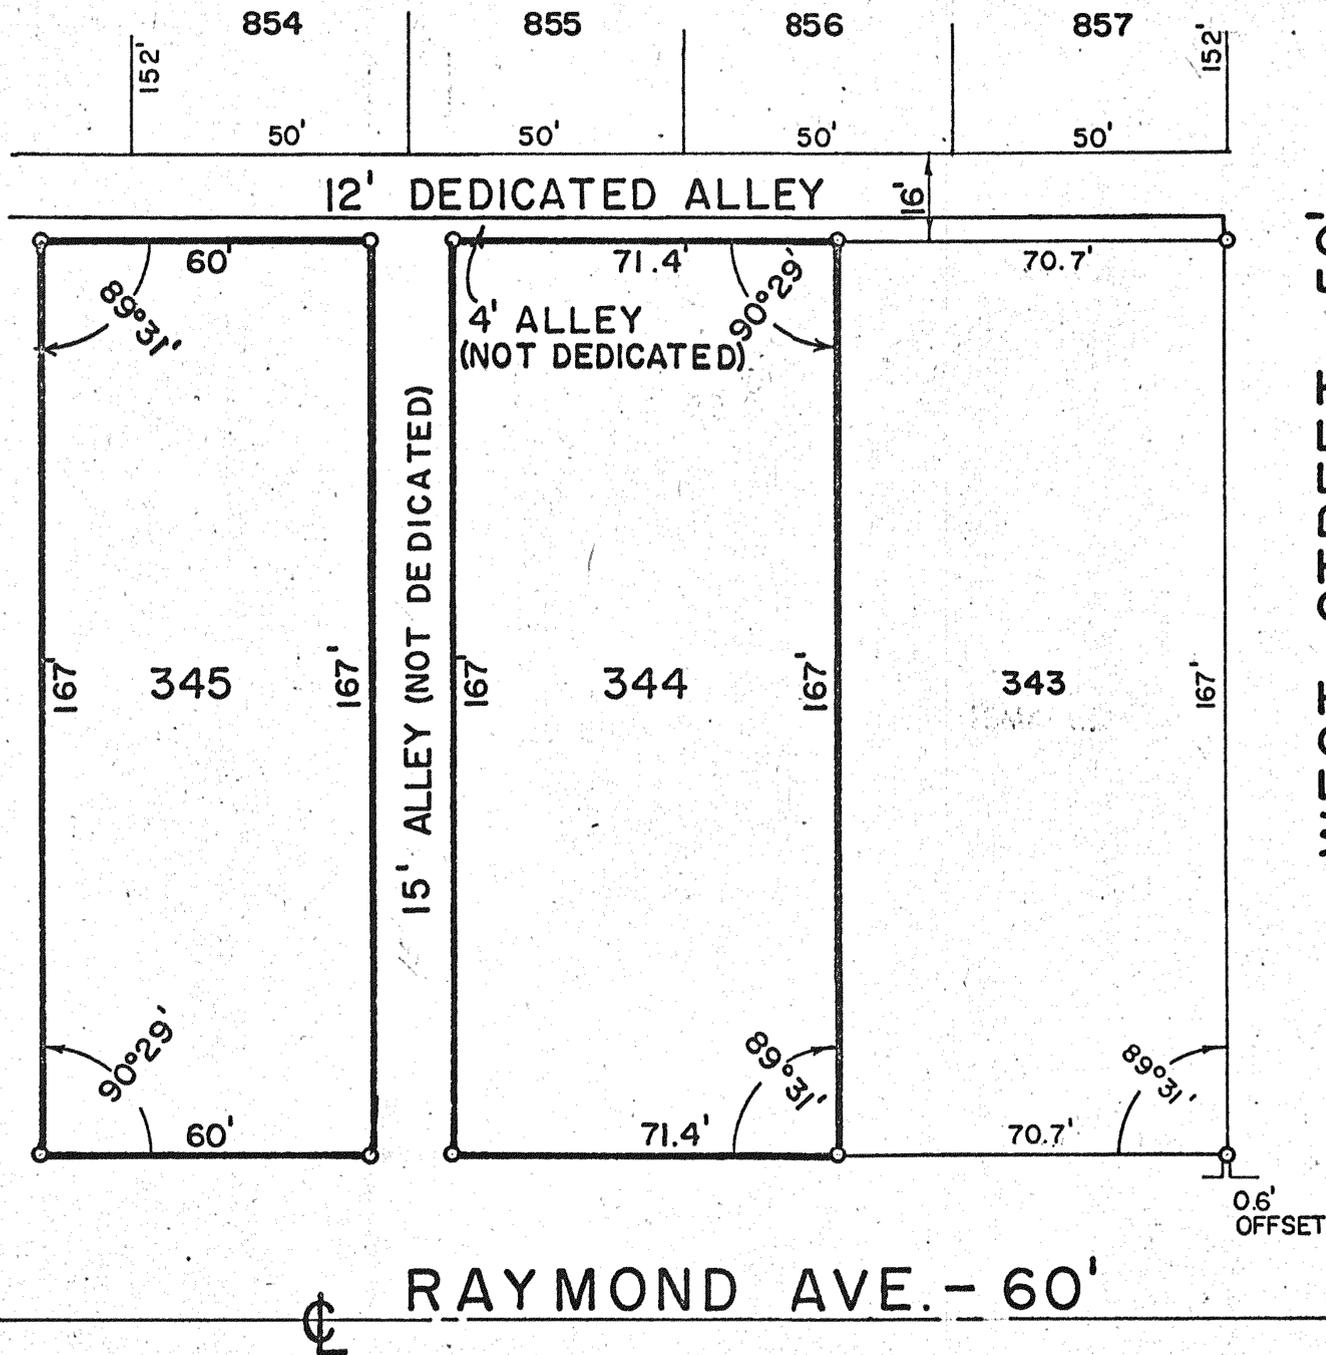 854 855 856 857
152' 152'
50' 50' 50' 50'
12' DEDICATED ALLEY 16'
60' 71.4' 70.7'
89°31' 90°29'
4' ALLEY
(NOT DEDICATED)
15' ALLEY (NOT DEDICATED)
167' 345 167' 167' 344 167' 343 167'
90°29' 89°31' 89°31'
60' 71.4' 70.7'
0.6'
OFFSET
RAYMOND AVE. - 60'
℄